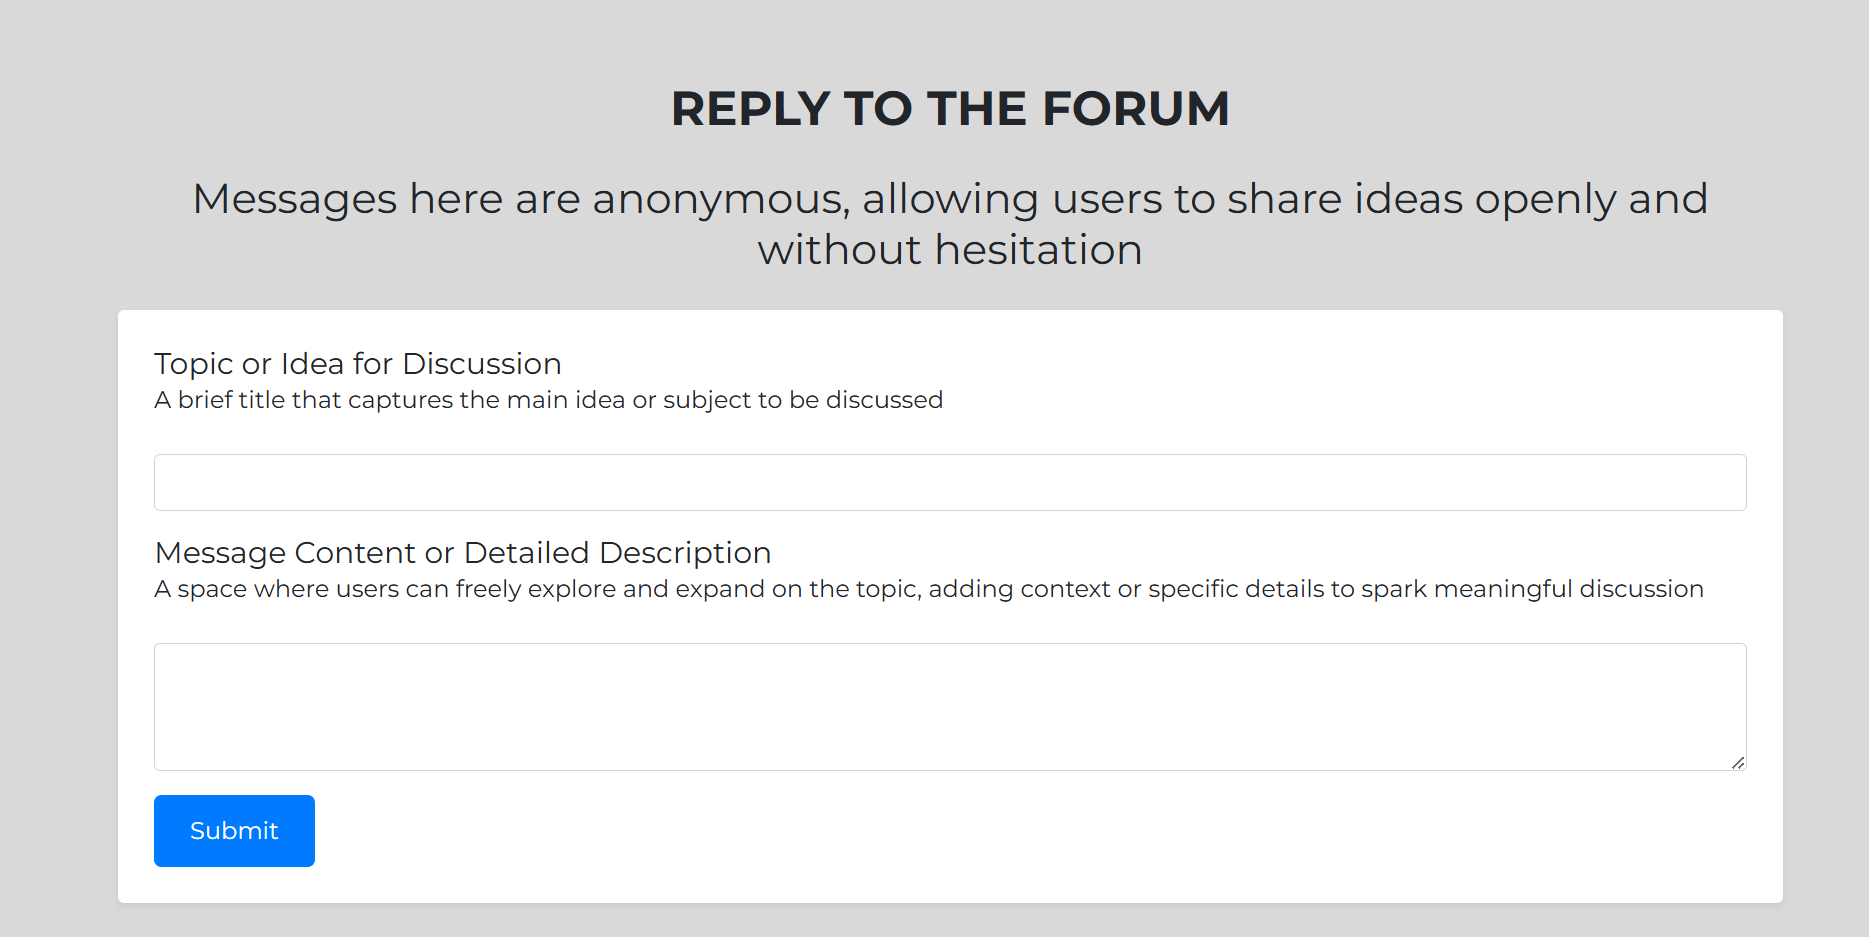 REPLY TO THE FORUM
Messages here are anonymous, allowing users to share ideas openly and
without hesitation
Topic or Idea for Discussion
A brief title that captures the main idea or subject to be discussed
Message Content or Detailed Description
A space where users can freely explore and expand on the topic, adding context or specific details to spark meaningful discussion
Submit